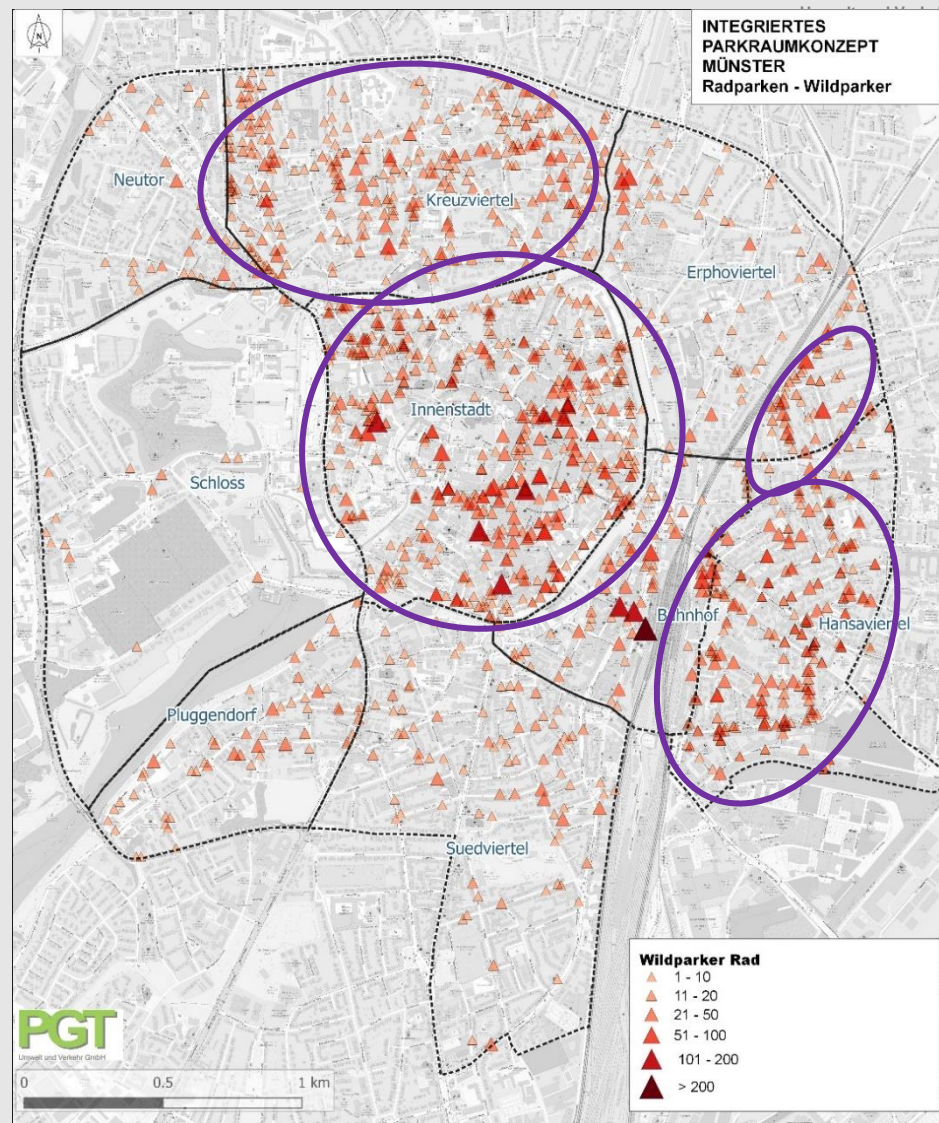 INTEGRIERTES
PARKRAUMKONZEPT
MÜNSTER
Radparken - Wildparker
N
Neutor
Kreuzviertel
Erphoviertel
Innenstadt
Schloss
Bahnhof
Hansaviertel
Pluggendorf
Suedviertel
Wildparker Rad
1 - 10
11 - 20
21 - 50
51 - 100
101 - 200
> 200
PGT
Umwelt und Verkehr GmbH
0 0.5 1 km